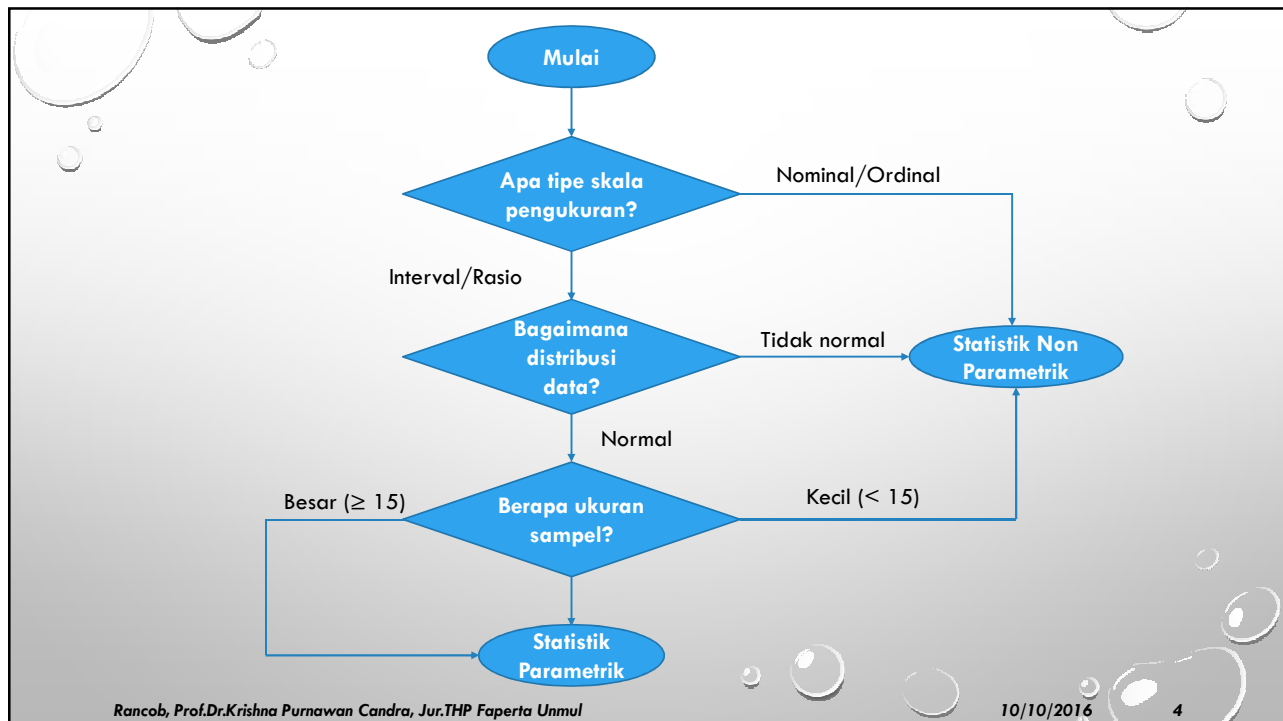 Mulai
Apa tipe skala
pengukuran?
Nominal/Ordinal
Interval/Rasio
Bagaimana
distribusi
data?
Tidak normal
Statistik Non
Parametrik
Normal
Besar (≥ 15)
Berapa ukuran
sampel?
Kecil (< 15)
Statistik
Parametrik
Rancob, Prof.Dr.Krishna Purnawan Candra, Jur.THP Faperta Unmul
10/10/2016
4